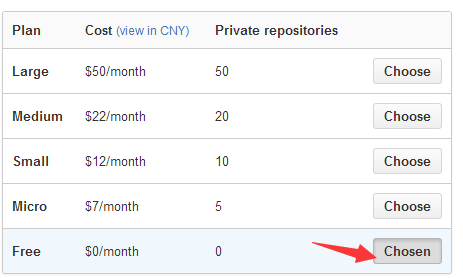 Plan Cost (view in CNY) Private repositories
Large $50/month 50 Choose
Medium $22/month 20 Choose
Small $12/month 10 Choose
Micro $7/month 5 Choose
Free $0/month 0 Chosen